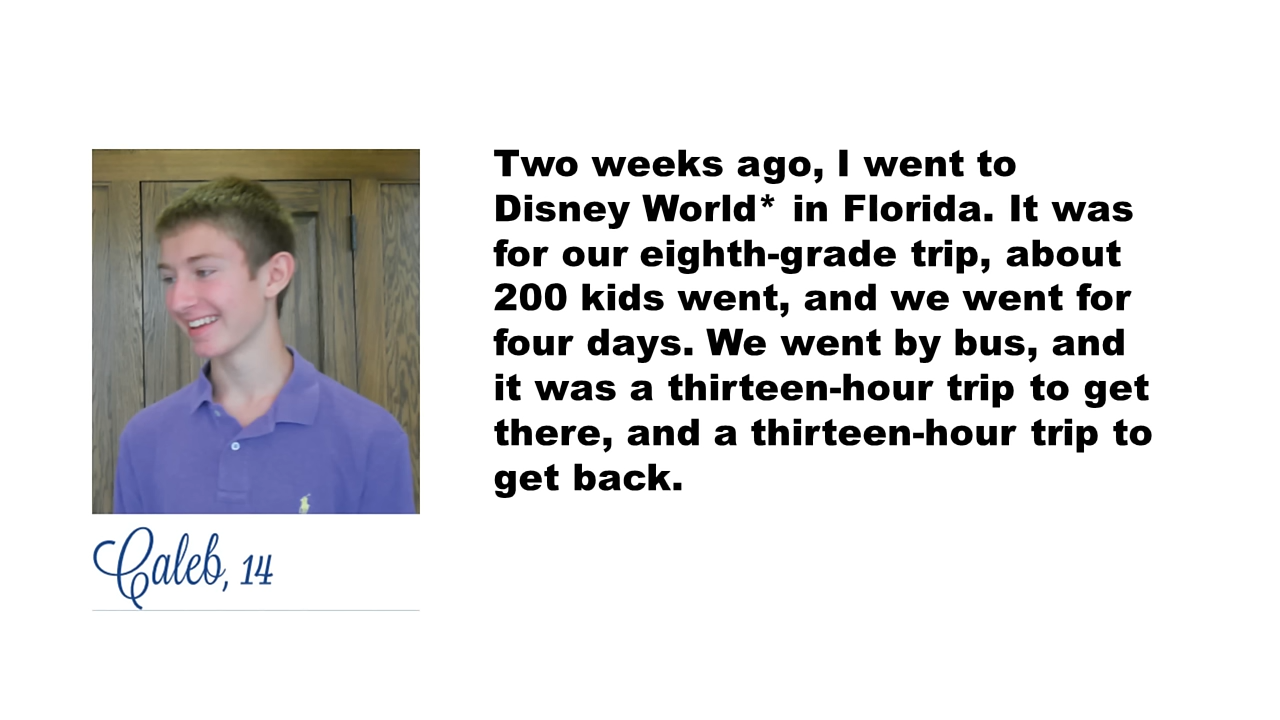 Two weeks ago, I went to
Disney World* in Florida. It was
for our eighth-grade trip, about
200 kids went, and we went for
four days. We went by bus, and
it was a thirteen-hour trip to get
there, and a thirteen-hour trip to
get back.
Caleb, 14